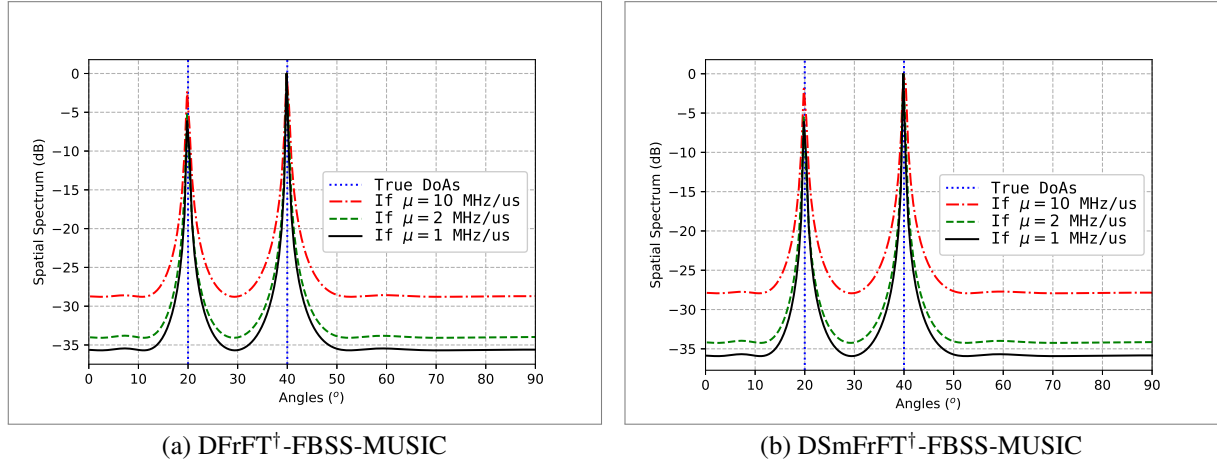 0
−5
−10
−15
−20
−25
−30
−35
Spatial Spectrum (dB)
True DoAs
If μ = 10 MHz/us
If μ = 2 MHz/us
If μ = 1 MHz/us
0 10 20 30 40 50 60 70 80 90
Angles (°)
(a) DFrFT†-FBSS-MUSIC
0
−5
−10
−15
−20
−25
−30
−35
Spatial Spectrum (dB)
True DoAs
If μ = 10 MHz/us
If μ = 2 MHz/us
If μ = 1 MHz/us
0 10 20 30 40 50 60 70 80 90
Angles (°)
(b) DSmFrFT†-FBSS-MUSIC